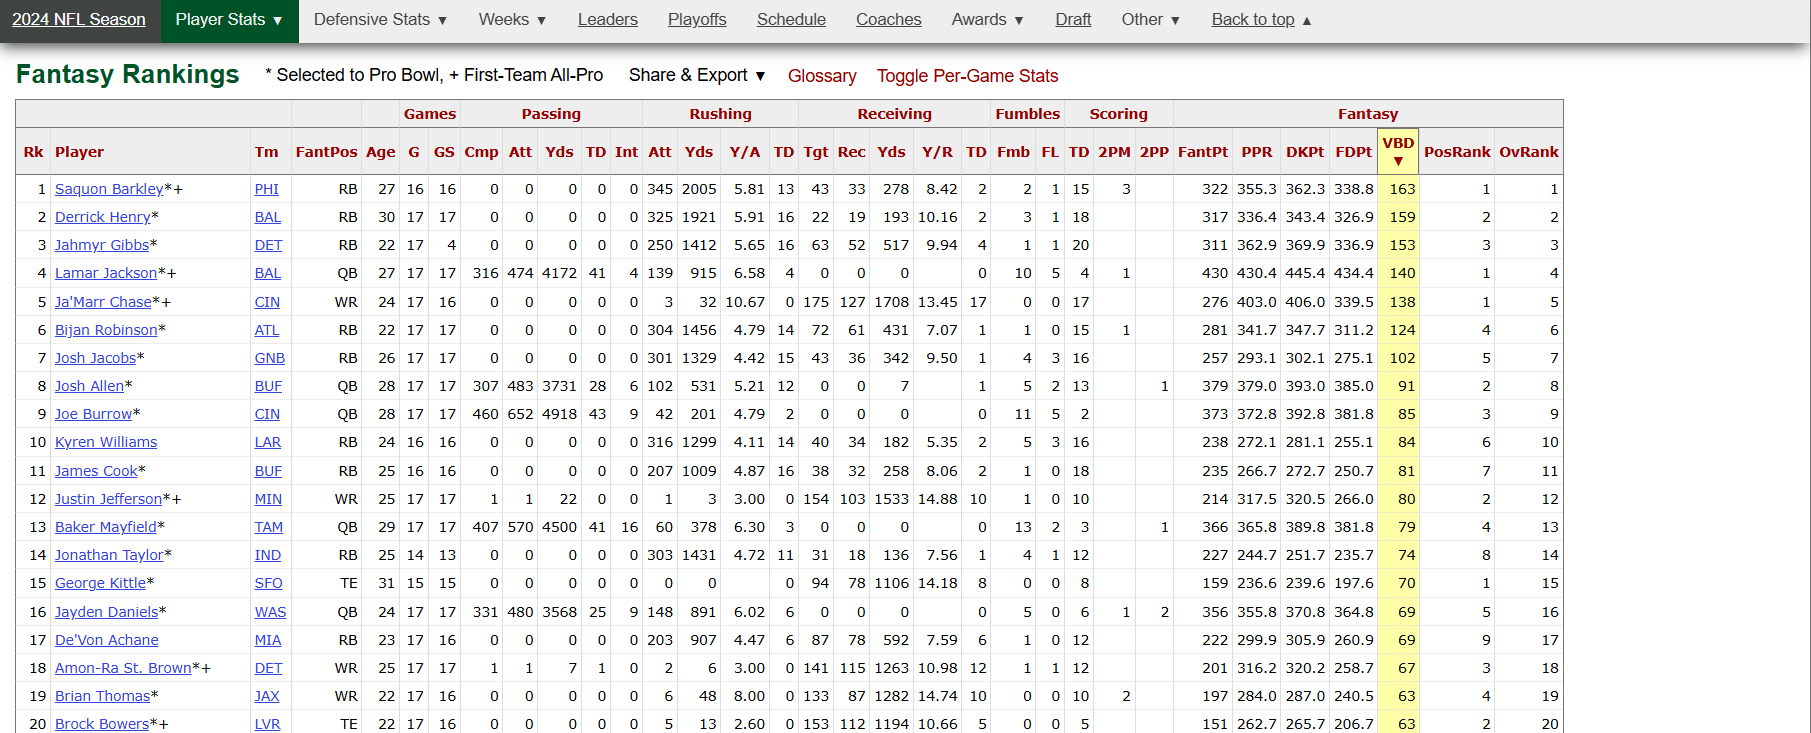 2024 NFL Season Player Stats ▼ Defensive Stats ▼ Weeks ▼ Leaders Playoffs Schedule Coaches Awards ▼ Draft Other ▼ Back to top ▲
Fantasy Rankings * Selected to Pro Bowl, + First-Team All-Pro Share & Export ▼ Glossary Toggle Per-Game Stats
Games Passing Rushing Receiving Fumbles Scoring Fantasy
Rk Player Tm FantPos Age G GS Cmp Att Yds TD Int Att Yds Y/A TD Tgt Rec Yds Y/R TD Fmb FL TD 2PM 2PP FantPt PPR DKPt FDPt VBD ▼ PosRank OvRank
1 Saquon Barkley*+ PHI RB 27 16 16 0 0 0 0 0 345 2005 5.81 13 43 33 278 8.42 2 2 1 15 3 322 355.3 362.3 338.8 163 1 1
2 Derrick Henry* BAL RB 30 17 17 0 0 0 0 0 325 1921 5.91 16 22 19 193 10.16 2 3 1 18 317 336.4 343.4 326.9 159 2 2
3 Jahmyr Gibbs* DET RB 22 17 4 0 0 0 0 0 250 1412 5.65 16 63 52 517 9.94 4 1 1 20 311 362.9 369.9 336.9 153 3 3
4 Lamar Jackson*+ BAL QB 27 17 17 316 474 4172 41 4 139 915 6.58 4 0 0 0 0 10 5 4 1 430 430.4 445.4 434.4 140 1 4
5 Ja'Marr Chase*+ CIN WR 24 17 16 0 0 0 0 0 3 32 10.67 0 175 127 1708 13.45 17 0 0 17 276 403.0 406.0 339.5 138 1 5
6 Bijan Robinson* ATL RB 22 17 17 0 0 0 0 0 304 1456 4.79 14 72 61 431 7.07 1 1 0 15 1 281 341.7 347.7 311.2 124 4 6
7 Josh Jacobs* GNB RB 26 17 17 0 0 0 0 0 301 1329 4.42 15 43 36 342 9.50 1 4 3 16 257 293.1 302.1 275.1 102 5 7
8 Josh Allen* BUF QB 28 17 17 307 483 3731 28 6 102 531 5.21 12 0 0 7 1 5 2 13 1 379 379.0 393.0 385.0 91 2 8
9 Joe Burrow* CIN QB 28 17 17 460 652 4918 43 9 42 201 4.79 2 0 0 0 0 11 5 2 373 372.8 392.8 381.8 85 3 9
10 Kyren Williams LAR RB 24 16 16 0 0 0 0 0 316 1299 4.11 14 40 34 182 5.35 2 5 3 16 238 272.1 281.1 255.1 84 6 10
11 James Cook* BUF RB 25 16 16 0 0 0 0 0 207 1009 4.87 16 38 32 258 8.06 2 1 0 18 235 266.7 272.7 250.7 81 7 11
12 Justin Jefferson*+ MIN WR 25 17 17 1 1 22 0 0 1 3 3.00 0 154 103 1533 14.88 10 1 0 10 214 317.5 320.5 266.0 80 2 12
13 Baker Mayfield* TAM QB 29 17 17 407 570 4500 41 16 60 378 6.30 3 0 0 0 0 13 2 3 1 366 365.8 389.8 381.8 79 4 13
14 Jonathan Taylor* IND RB 25 14 13 0 0 0 0 0 303 1431 4.72 11 31 18 136 7.56 1 4 1 12 227 244.7 251.7 235.7 74 8 14
15 George Kittle* SFO TE 31 15 15 0 0 0 0 0 0 0 0 94 78 1106 14.18 8 0 0 8 159 236.6 239.6 197.6 70 1 15
16 Jayden Daniels* WAS QB 24 17 17 331 480 3568 25 9 148 891 6.02 6 0 0 0 0 5 0 6 1 2 356 355.8 370.8 364.8 69 5 16
17 De'Von Achane MIA RB 23 17 16 0 0 0 0 0 203 907 4.47 6 87 78 592 7.59 6 1 0 12 222 299.9 305.9 260.9 69 9 17
18 Amon-Ra St. Brown*+ DET WR 25 17 17 1 1 7 1 0 2 6 3.00 0 141 115 1263 10.98 12 1 1 12 201 316.2 320.2 258.7 67 3 18
19 Brian Thomas* JAX WR 22 17 16 0 0 0 0 0 6 48 8.00 0 133 87 1282 14.74 10 0 0 10 2 197 284.0 287.0 240.5 63 4 19
20 Brock Bowers*+ LVR TE 22 17 16 0 0 0 0 0 5 13 2.60 0 153 112 1194 10.66 5 0 0 5 151 262.7 265.7 206.7 63 2 20